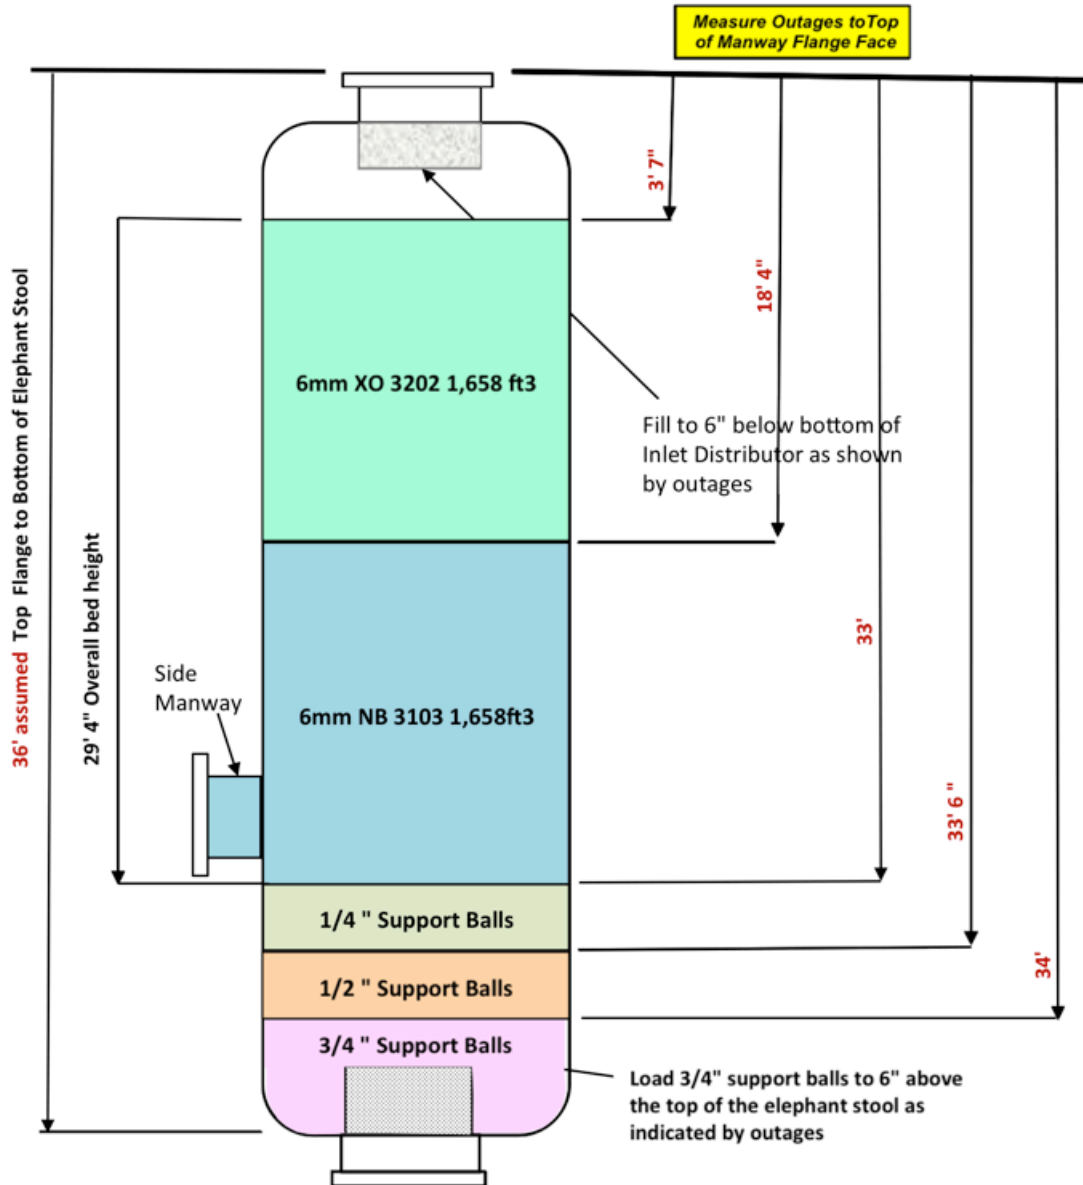 Measure Outages toTop
of Manway Flange Face
3' 7"
18' 4"
33'
33' 6 "
34'
36' assumed Top Flange to Bottom of Elephant Stool
29' 4" Overall bed height
6mm XO 3202 1,658 ft3
Fill to 6" below bottom of
Inlet Distributor as shown
by outages
Side
Manway
6mm NB 3103 1,658ft3
1/4 " Support Balls
1/2 " Support Balls
3/4 " Support Balls
Load 3/4" support balls to 6" above
the top of the elephant stool as
indicated by outages